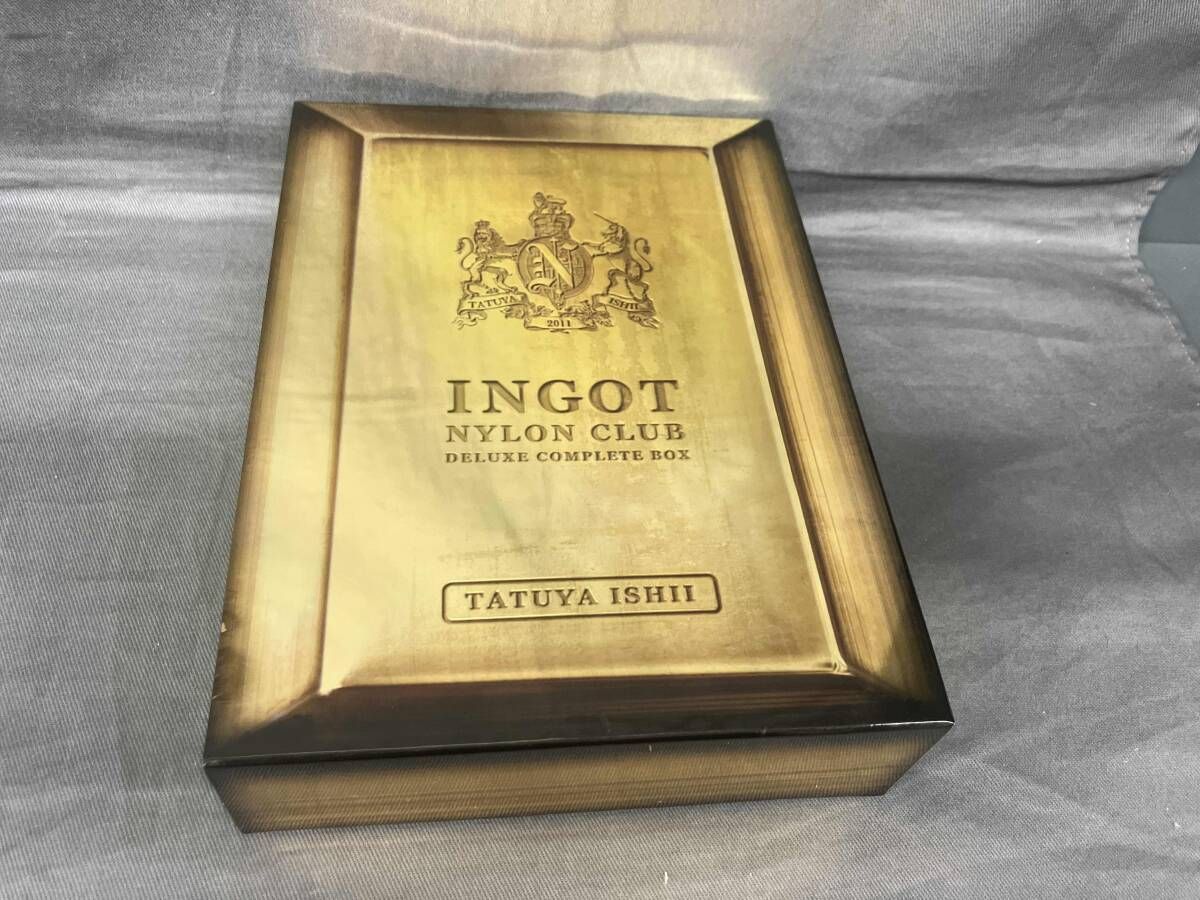 N
TATUYA ISHII
2011
INGOT
NYLON CLUB
DELUXE COMPLETE BOX
TATUYA ISHII